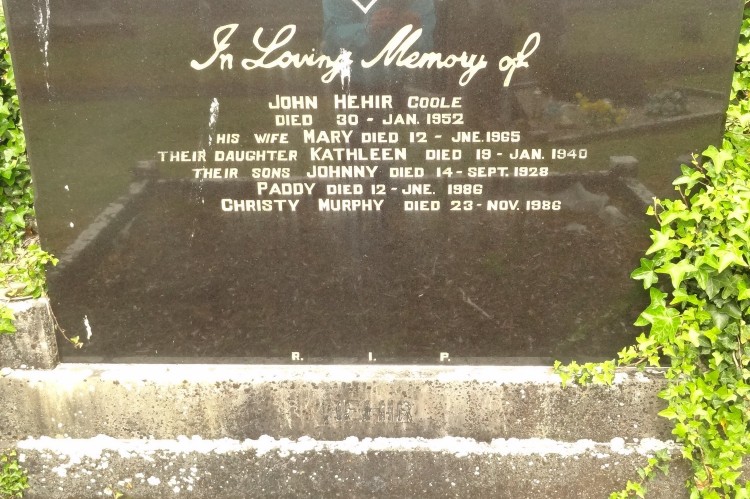 In Loving Memory of
JOHN HEHIR COOLE
DIED 30 - JAN. 1952
HIS WIFE MARY DIED 12 - JNE. 1965
THEIR DAUGHTER KATHLEEN DIED 19 - JAN. 1940
THEIR SONS JOHNNY DIED 14 - SEPT. 1928
PADDY DIED 12 - JNE. 1986
CHRISTY MURPHY DIED 23 - NOV. 1986
R. I. P.
HEHIR